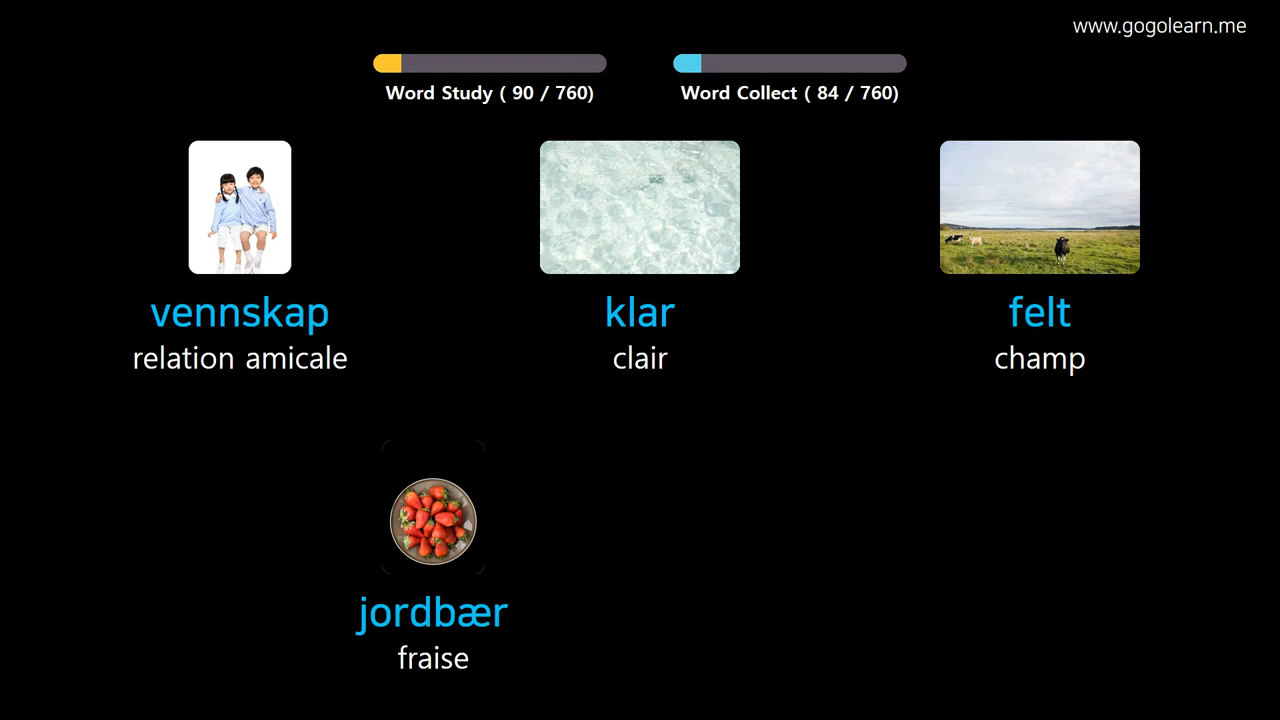 www.gogolearn.me
Word Study ( 90 / 760)
Word Collect ( 84 / 760)
vennskap
relation amicale
klar
clair
felt
champ
jordbær
fraise